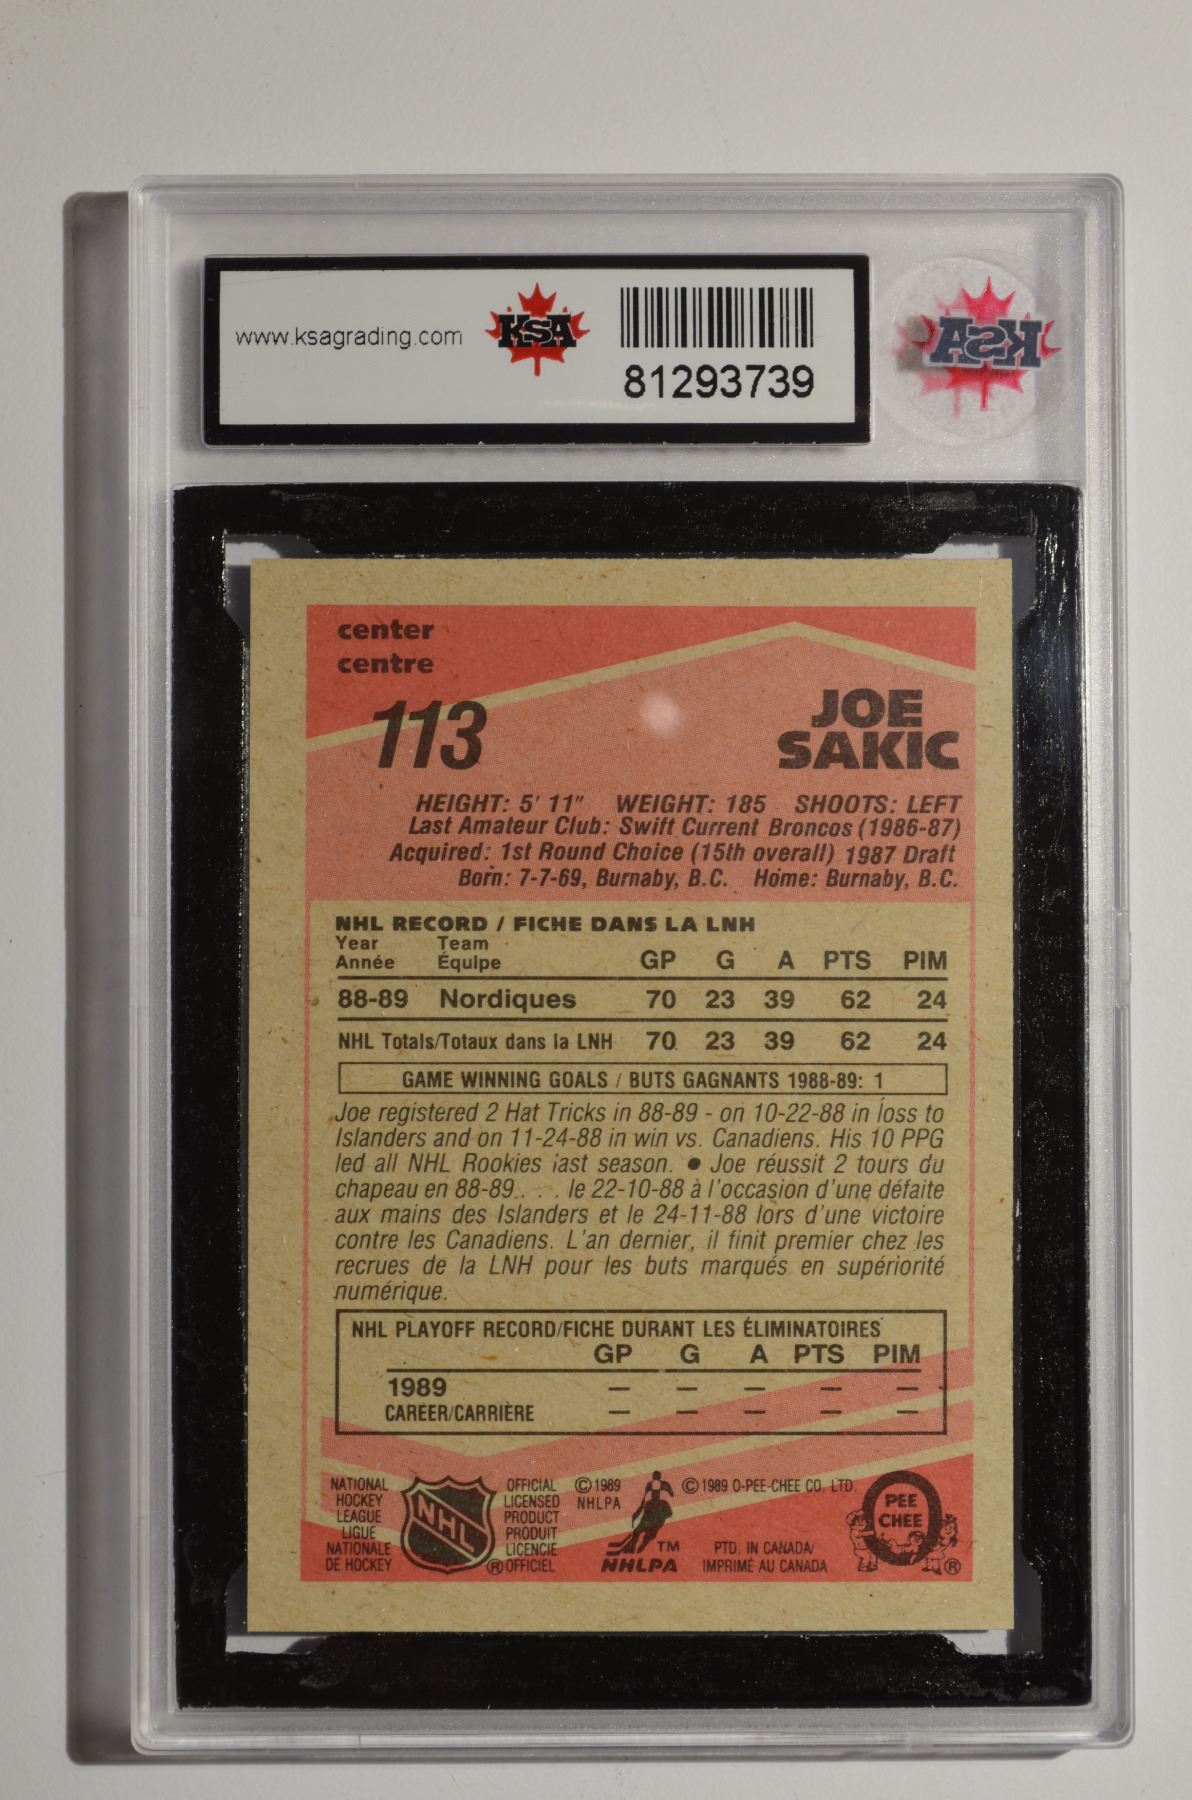 www.ksagrading.com
KSA
81293739
KSA
center
centre
113
JOE
SAKIC
HEIGHT: 5' 11" WEIGHT: 185 SHOOTS: LEFT
Last Amateur Club: Swift Current Broncos (1986-87)
Acquired: 1st Round Choice (15th overall) 1987 Draft
Born: 7-7-69, Burnaby, B.C. Home: Burnaby, B.C.
NHL RECORD / FICHE DANS LA LNH
Year Team
Année Équipe GP G A PTS PIM
88-89 Nordiques 70 23 39 62 24
NHL Totals/Totaux dans la LNH 70 23 39 62 24
GAME WINNING GOALS / BUTS GAGNANTS 1988-89: 1
Joe registered 2 Hat Tricks in 88-89 - on 10-22-88 in loss to
Islanders and on 11-24-88 in win vs. Canadiens. His 10 PPG
led all NHL Rookies last season. ● Joe réussit 2 tours du
chapeau en 88-89. . . . le 22-10-88 à l'occasion d'une défaite
aux mains des Islanders et le 24-11-88 lors d'une victoire
contre les Canadiens. L'an dernier, il finit premier chez les
recrues de la LNH pour les buts marqués en supériorité
numérique.
NHL PLAYOFF RECORD/FICHE DURANT LES ÉLIMINATOIRES
GP G A PTS PIM
1989 — — — — —
CAREER/CARRIÈRE — — — — —
NATIONAL
HOCKEY
LEAGUE
LIGUE
NATIONALE
DE HOCKEY
NHL
®
OFFICIAL
LICENSED
PRODUCT
PRODUIT
LICENCIE
OFFICIEL
© 1989
NHLPA
TM
NHLPA
© 1989 O-PEE-CHEE CO. LTD.
PTD. IN CANADA/
IMPRIMÉ AU CANADA
O
PEE
CHEE
®